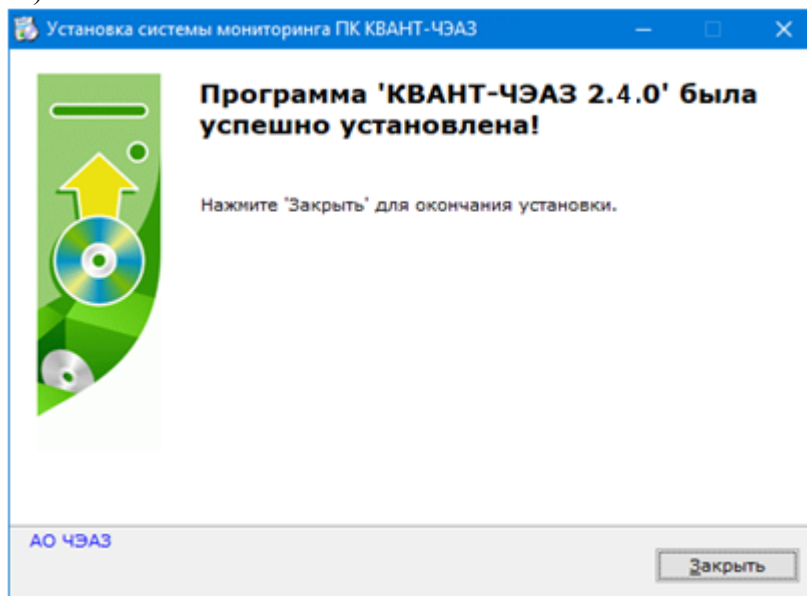 )
Установка системы мониторинга ПК КВАНТ-ЧЭАЗ
Программа 'КВАНТ-ЧЭАЗ 2.4.0' была
успешно установлена!
Нажмите 'Закрыть' для окончания установки.
АО ЧЭАЗ
Закрыть